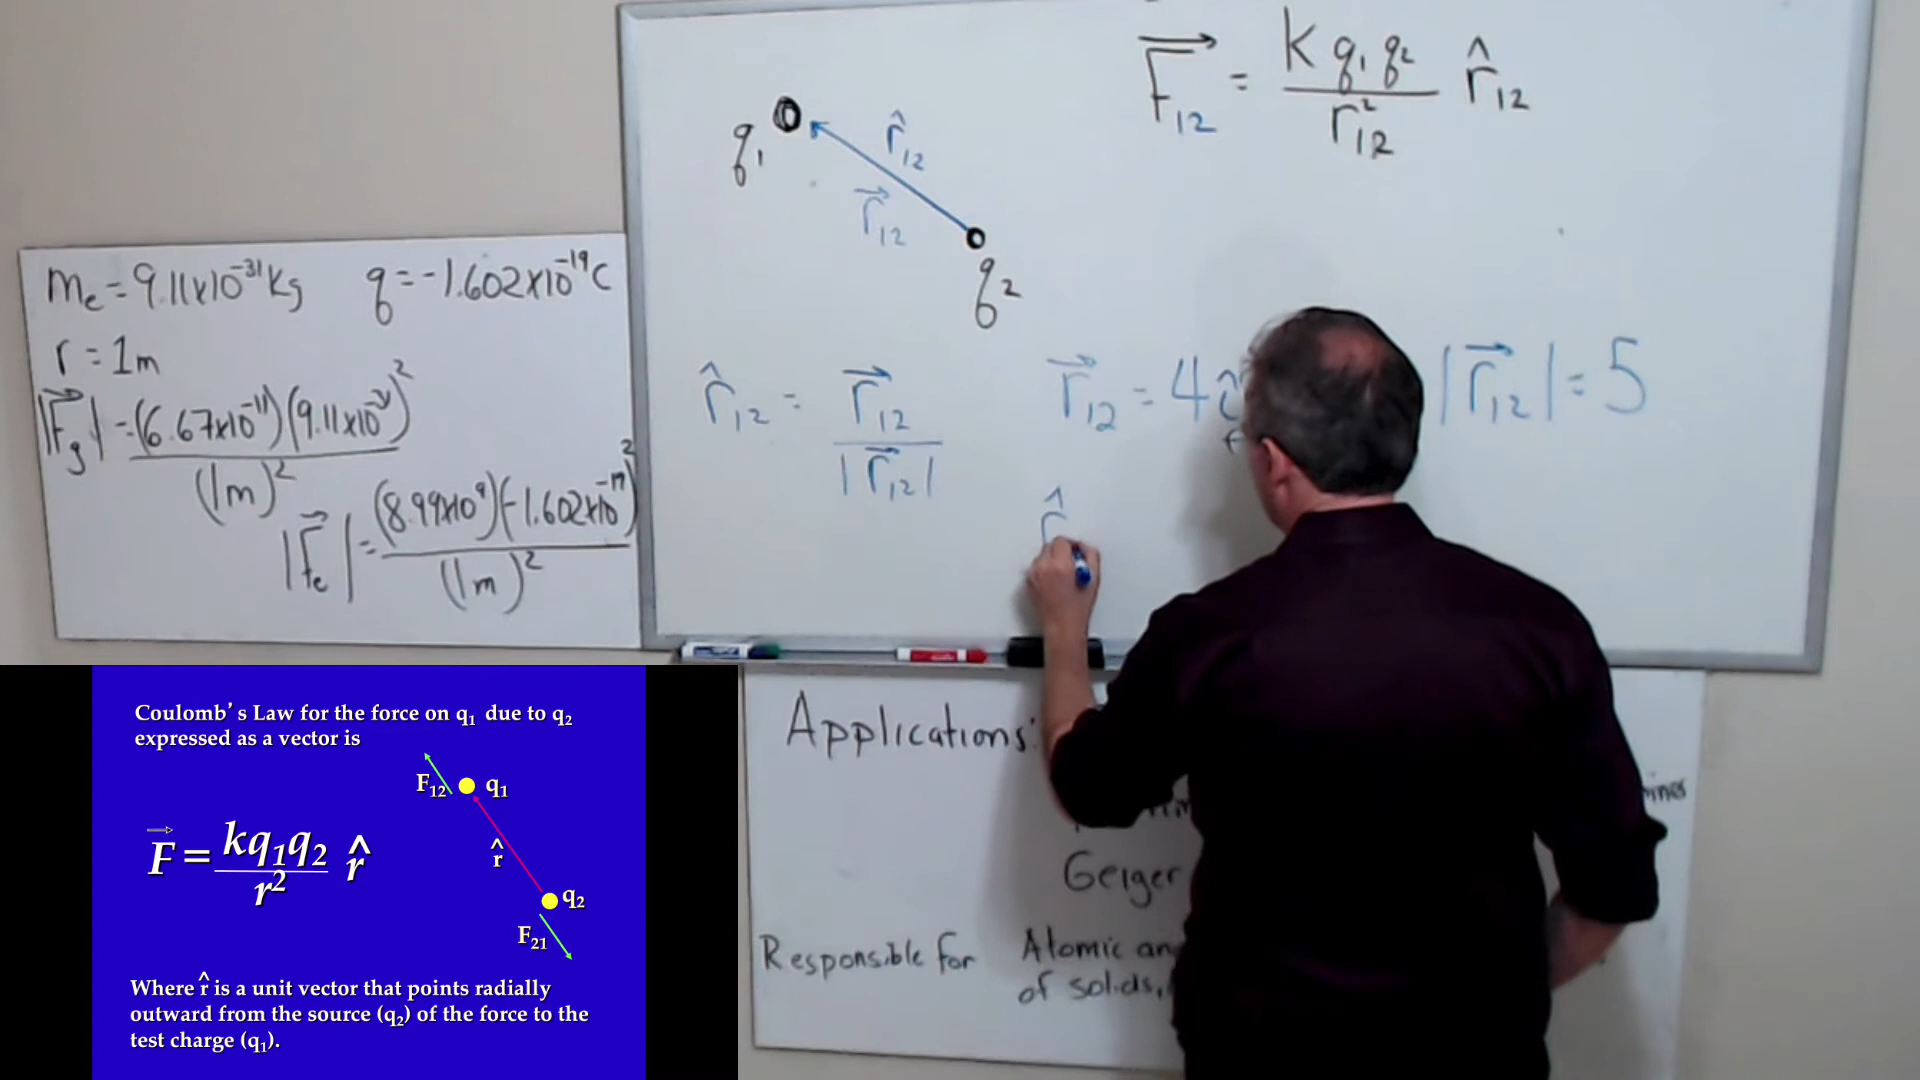 F₁₂ = k q₁ q₂ / r₁₂² r̂₁₂
q₁
r̂₁₂
r⃗₁₂
q₂
r̂₁₂ = r⃗₁₂ / |r⃗₁₂|
r⃗₁₂ = 4î
|r⃗₁₂| = 5
r̂
mₑ = 9.11x10⁻³¹ kg
q = -1.602x10⁻¹⁹ C
r = 1m
|F⃗g| = (6.67x10⁻¹¹)(9.11x10⁻³¹)² / (1m)²
|F⃗e| = (8.99x10⁹)(-1.602x10⁻¹⁹)² / (1m)²
Coulomb's Law for the force on q₁ due to q₂
expressed as a vector is
F₁₂ q₁
F⃗ = kq₁q₂ / r² r̂
r̂
q₂
F₂₁
Where r̂ is a unit vector that points radially
outward from the source (q₂) of the force to the
test charge (q₁).
Applications:
Geiger
Responsible for Atomic
of solids,